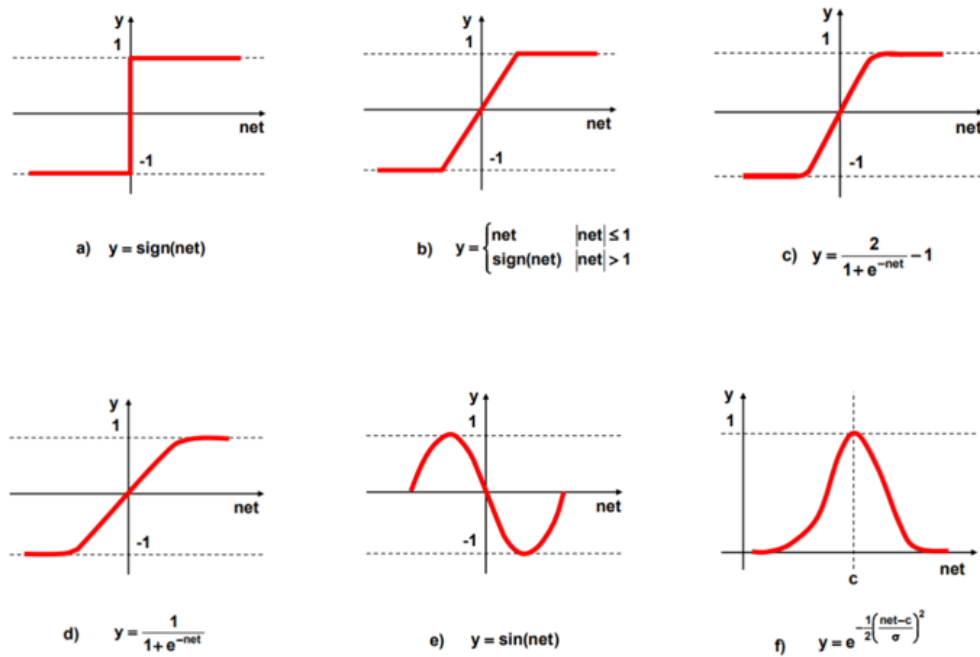 y
1
net
-1
a) y = sign(net)
y
1
net
-1
b) y = {net |net| ≤ 1
sign(net) |net| > 1
y
1
net
-1
c) y = 2/(1 + e^(-net)) - 1
y
1
net
-1
d) y = 1/(1 + e^(-net))
y
1
net
-1
e) y = sin(net)
y
1
c
net
f) y = e^(-1/2((net-c)/σ)^2)